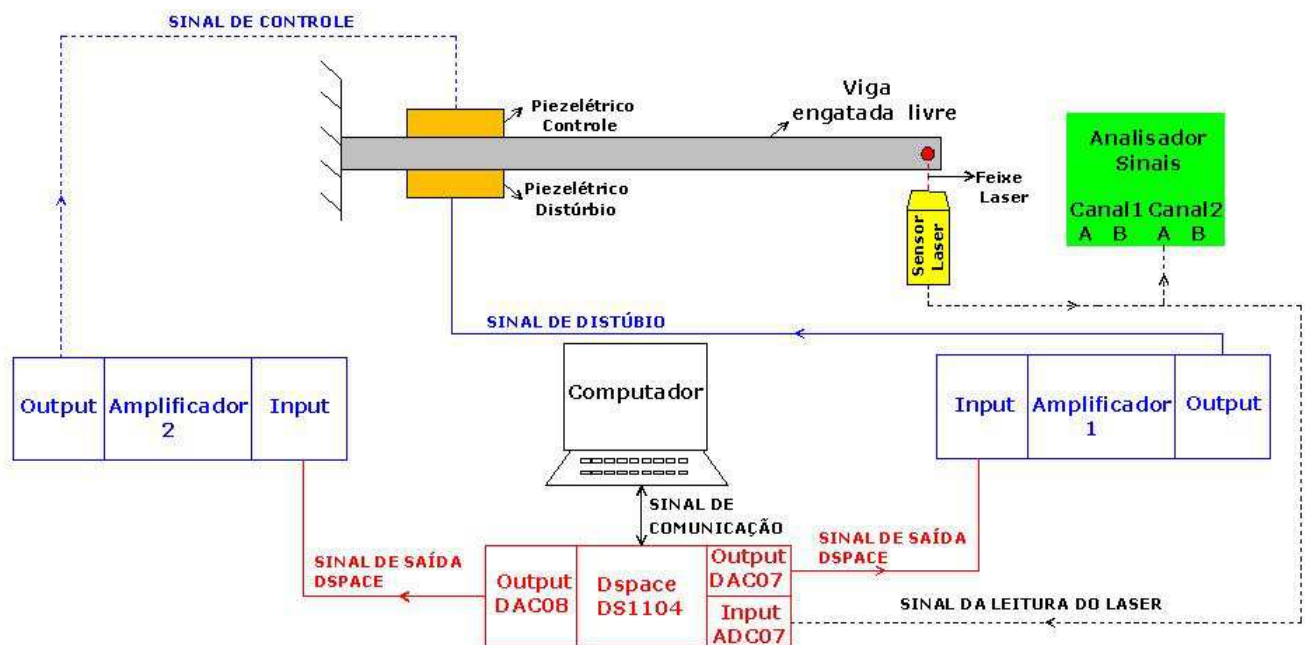 SINAL DE CONTROLE
Piezelétrico
Controle
Viga
engatada livre
Piezelétrico
Distúrbio
Feixe
Laser
Sensor
Laser
Analisador
Sinais
Canal1 Canal2
A B A B
SINAL DE DISTÚBIO
Output
Amplificador
2
Input
Computador
Input
Amplificador
1
Output
SINAL DE
COMUNICAÇÃO
SINAL DE SAÍDA
DSPACE
SINAL DE SAÍDA
DSPACE
Output
DAC08
Dspace
DS1104
Output
DAC07
Input
ADC07
SINAL DA LEITURA DO LASER